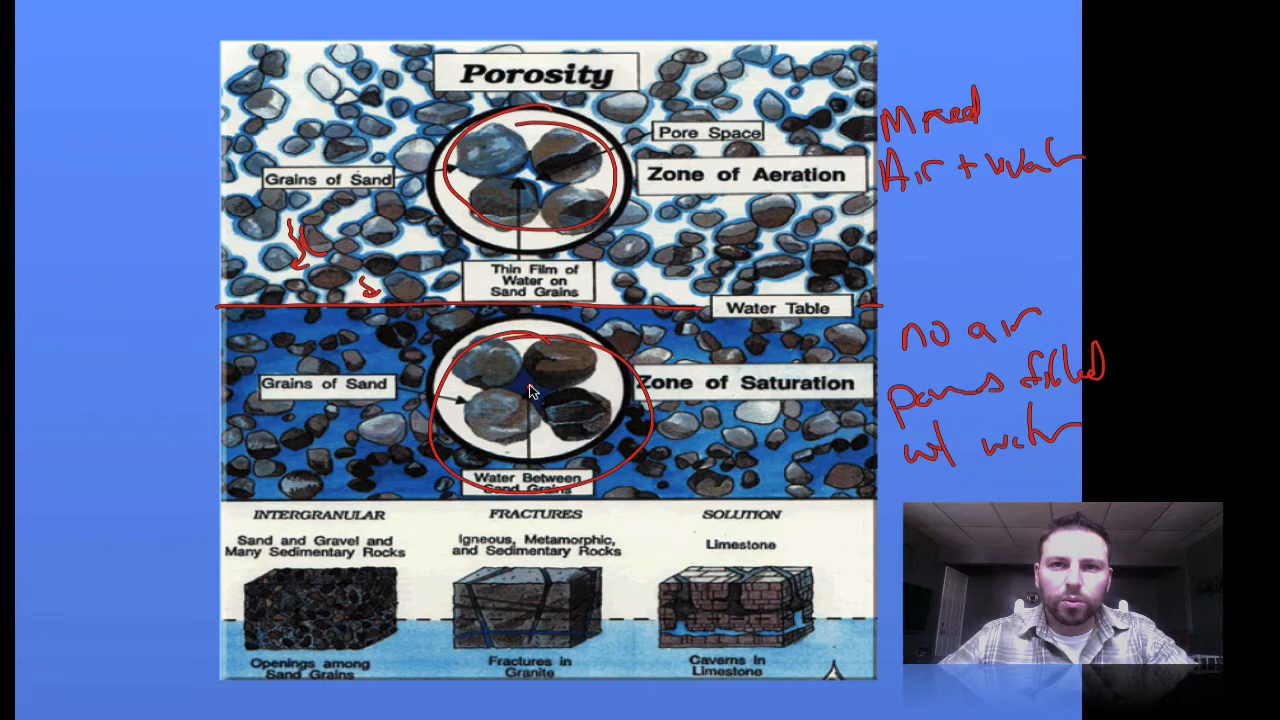 Porosity
Pore Space
Grains of Sand
Zone of Aeration
Mixed
Air + Water
Thin Film of
Water on
Sand Grains
Water Table
no air
pores filled
w/ water
Grains of Sand
Zone of Saturation
Water Between
Sand Grains
INTERGRANULAR
Sand and Gravel and
Many Sedimentary Rocks
Openings among
Sand Grains
FRACTURES
Igneous, Metamorphic,
and Sedimentary Rocks
Fractures in
Granite
SOLUTION
Limestone
Caverns in
Limestone